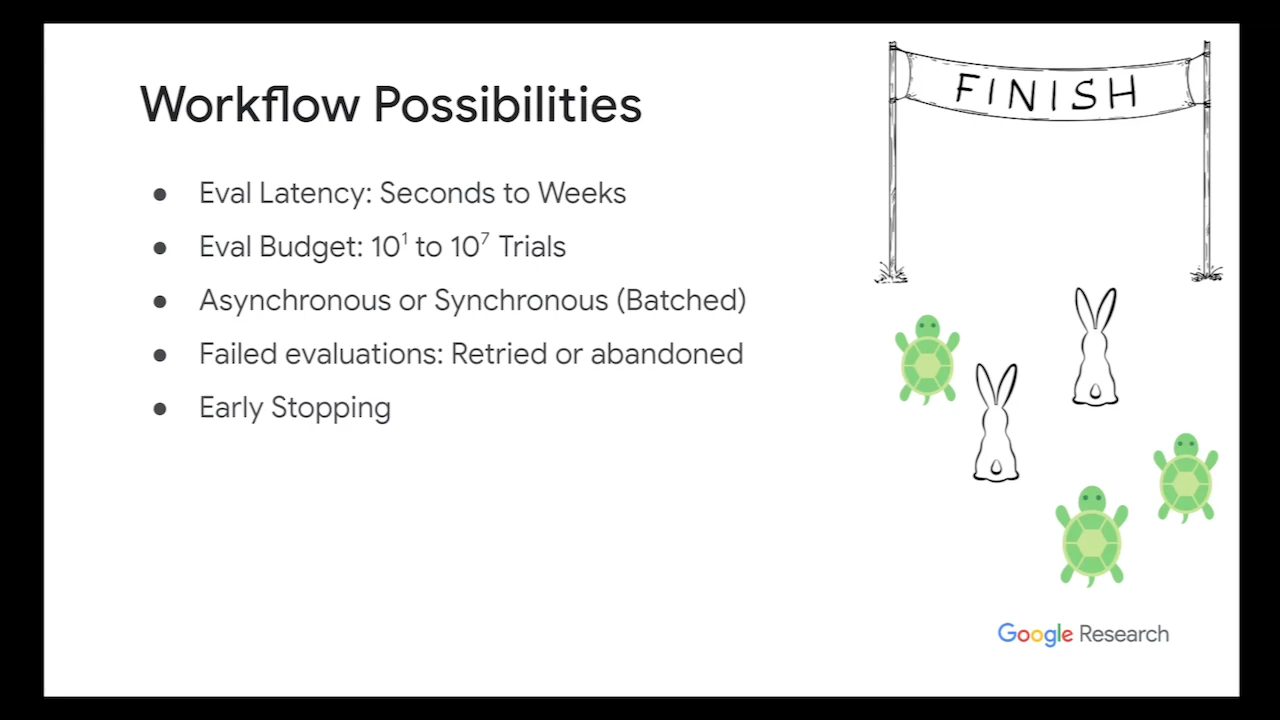 Workflow Possibilities
● Eval Latency: Seconds to Weeks
● Eval Budget: 10¹ to 10⁷ Trials
● Asynchronous or Synchronous (Batched)
● Failed evaluations: Retried or abandoned
● Early Stopping
FINISH
Google Research